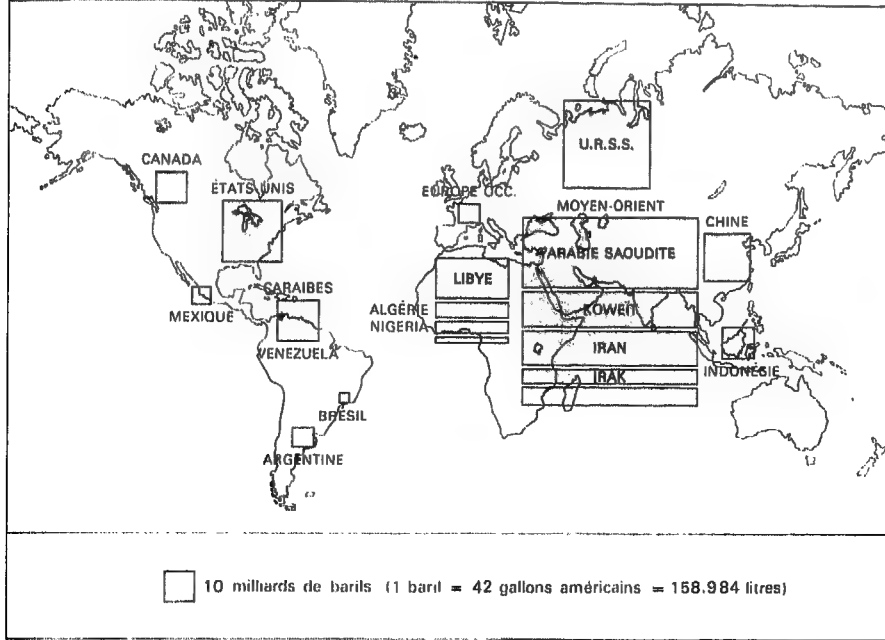 CANADA
ÉTATS UNIS
MEXIQUE
CARAIBES
VENEZUELA
BRÉSIL
ARGENTINE
EUROPE OCC.
U.R.S.S.
MOYEN-ORIENT
ARABIE SAOUDITE
CHINE
LIBYE
ALGÉRIE
NIGERIA
KOWEIT
IRAN
IRAK
INDONÉSIE
10 milliards de barils (1 baril = 42 gallons américains = 158.984 litres)